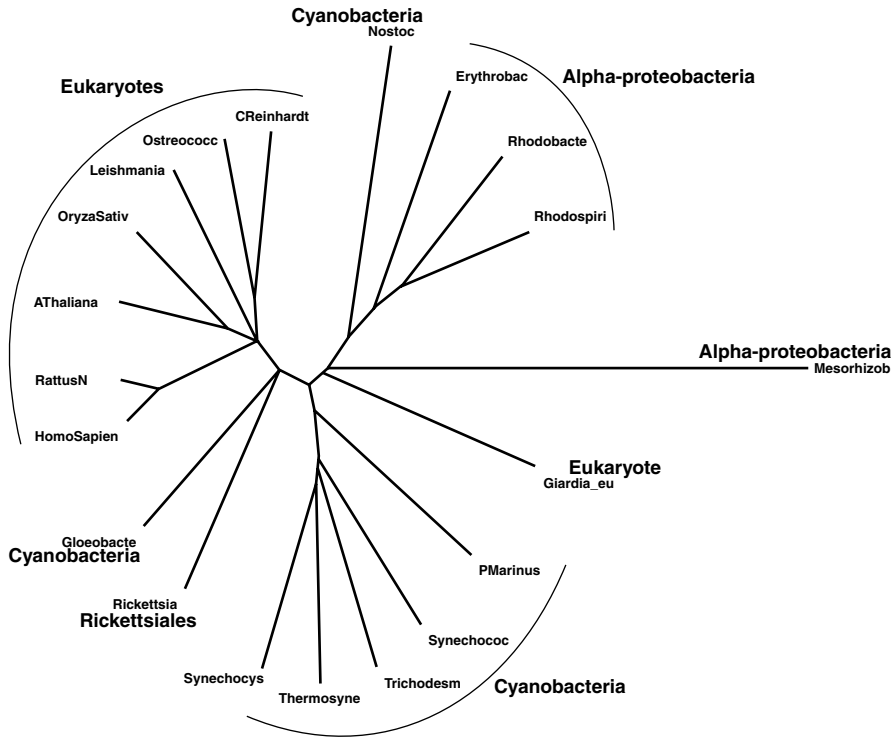 Cyanobacteria
Nostoc
Erythrobac
Alpha-proteobacteria
Eukaryotes
CReinhardt
Ostreococc
Rhodobacte
Leishmania
OryzaSativ
Rhodospiri
AThaliana
Alpha-proteobacteria
Mesorhizob
RattusN
HomoSapien
Eukaryote
Giardia_eu
Gloeobacte
Cyanobacteria
PMarinus
Rickettsia
Rickettsiales
Synechococ
Synechocys
Trichodesm
Cyanobacteria
Thermosyne